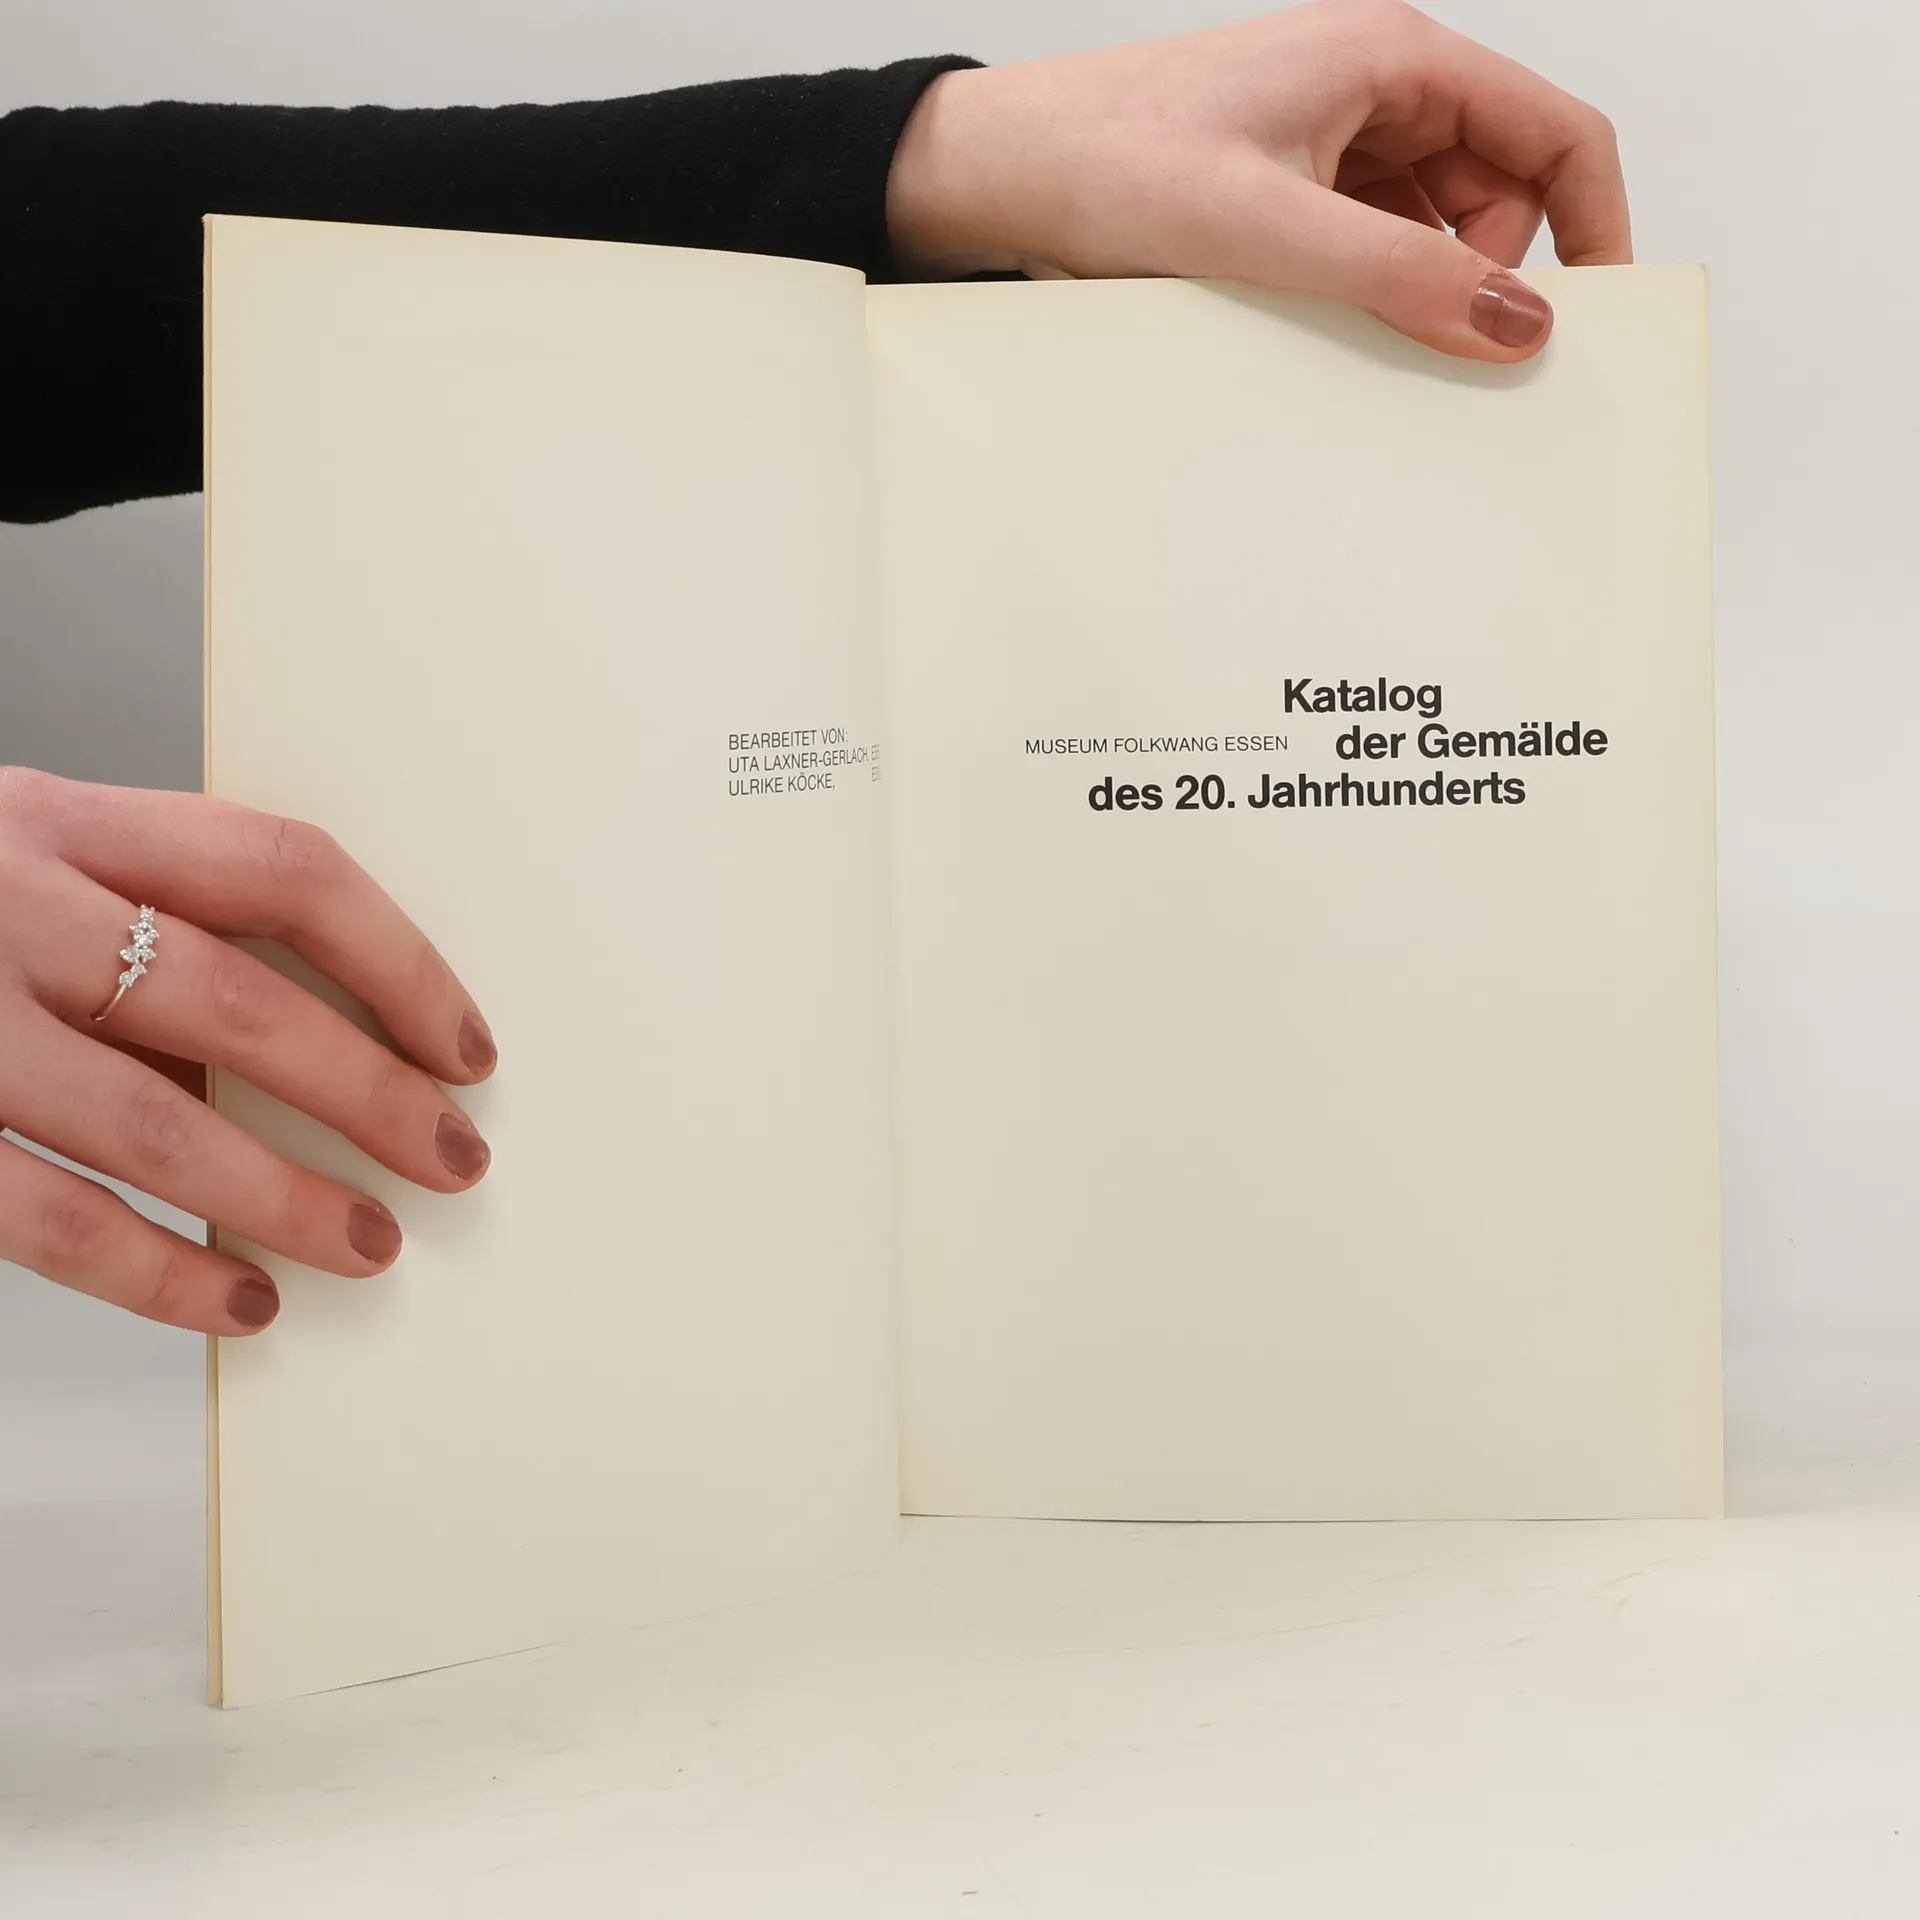 BEARBEITET VON:
UTA LAXNER-GERLACH,
ULRIKE KÖCKE,
Katalog
MUSEUM FOLKWANG ESSEN der Gemälde
des 20. Jahrhunderts